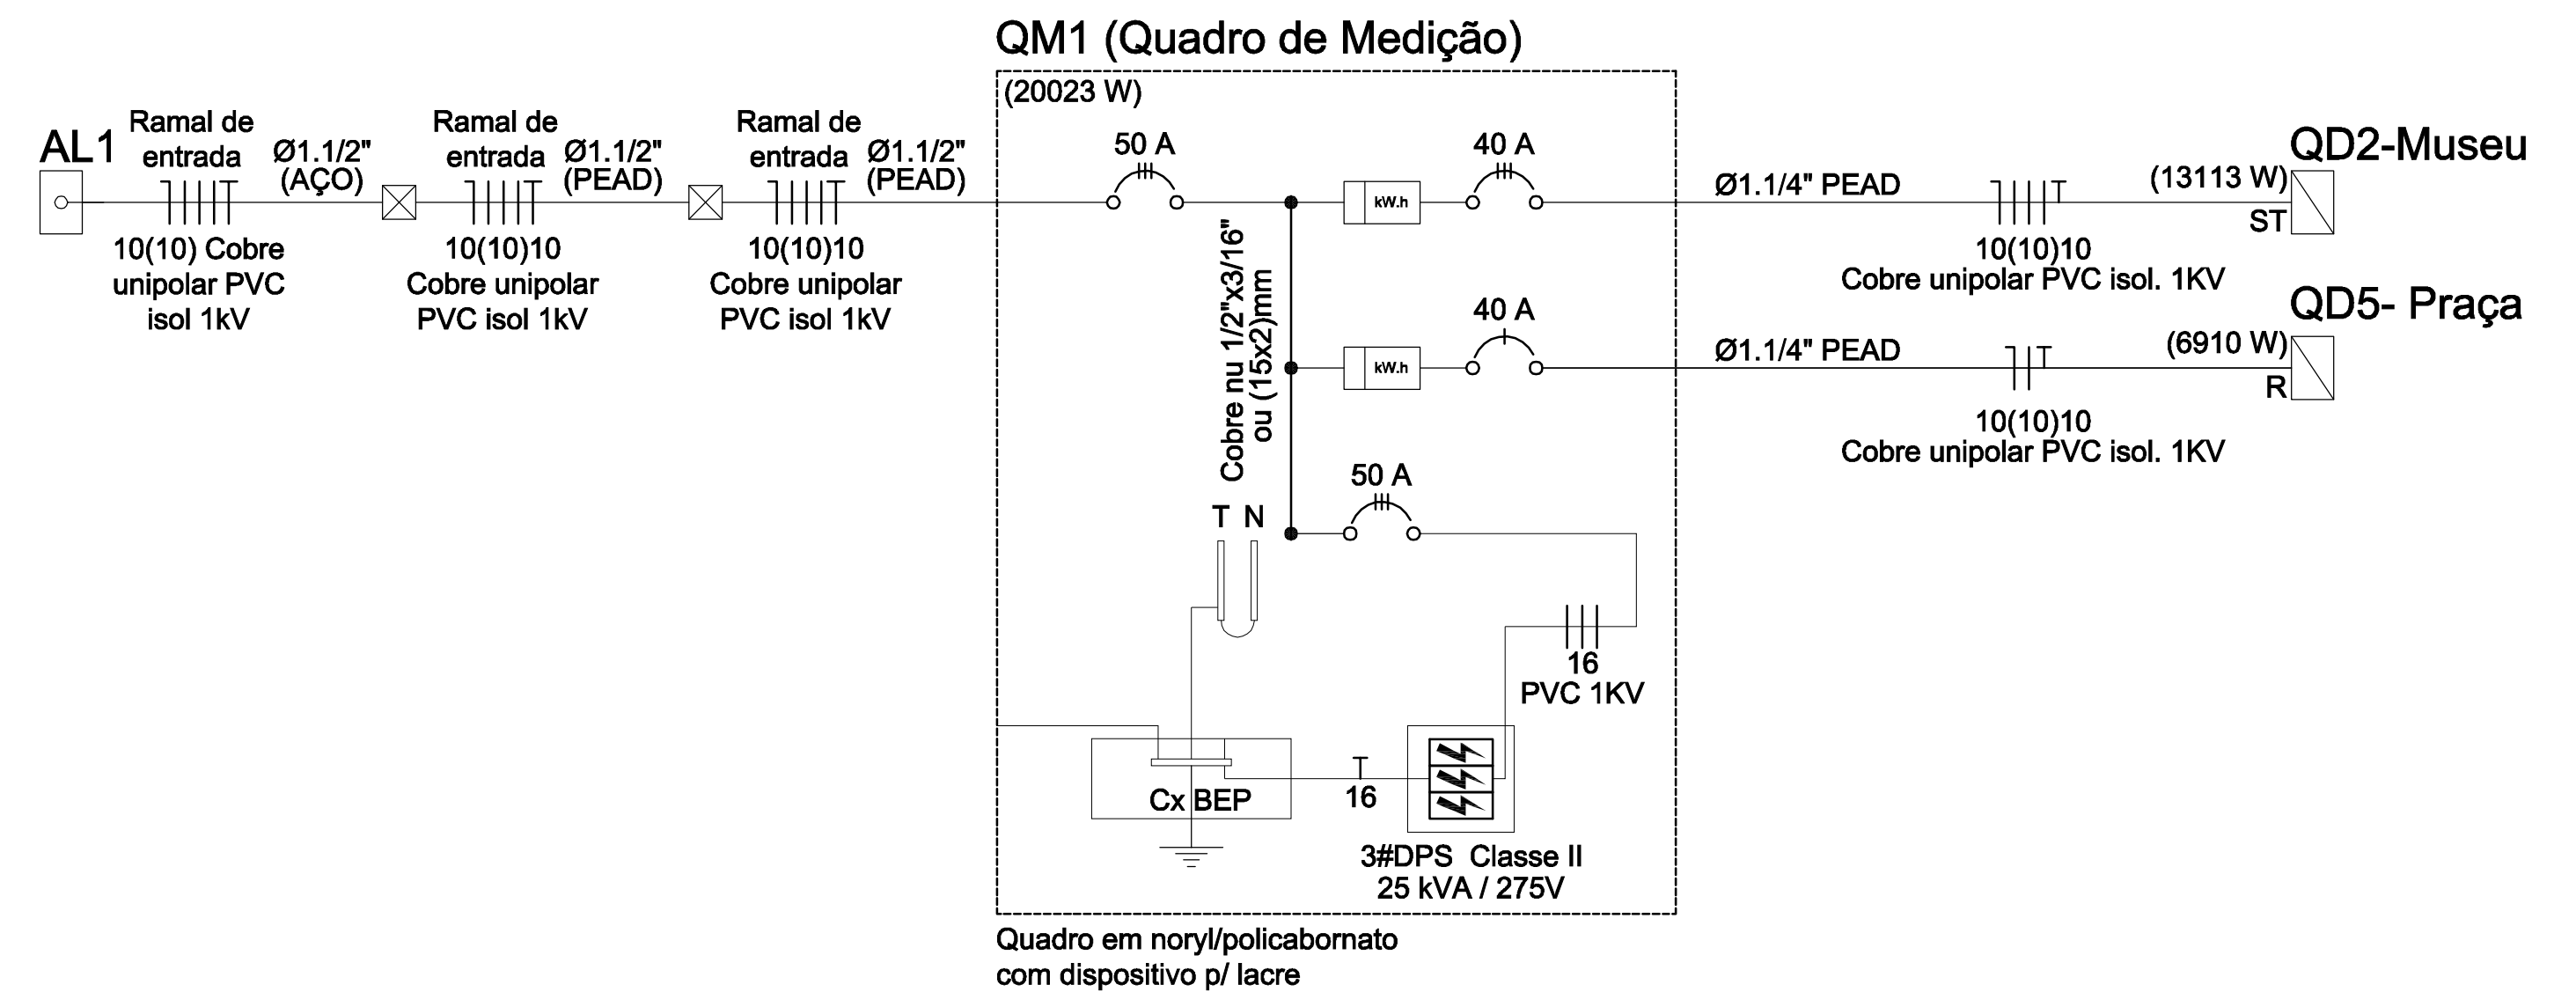 QM1 (Quadro de Medição)
(20023 W)
AL1
Ramal de
entrada
Ø1.1/2"
(AÇO)
10(10) Cobre
unipolar PVC
isol 1kV
Ramal de
entrada
Ø1.1/2"
(PEAD)
10(10)10
Cobre unipolar
PVC isol 1kV
Ramal de
entrada
Ø1.1/2"
(PEAD)
10(10)10
Cobre unipolar
PVC isol 1kV
50 A
Cobre nu 1/2"x3/16"
ou (15x2)mm
kW.h
40 A
Ø1.1/4" PEAD
10(10)10
Cobre unipolar PVC isol. 1KV
QD2-Museu
(13113 W)
ST
kW.h
40 A
Ø1.1/4" PEAD
10(10)10
Cobre unipolar PVC isol. 1KV
QD5- Praça
(6910 W)
R
50 A
T N
16
PVC 1KV
Cx BEP
16
3#DPS Classe II
25 kVA / 275V
Quadro em noryl/policabornato
com dispositivo p/ lacre